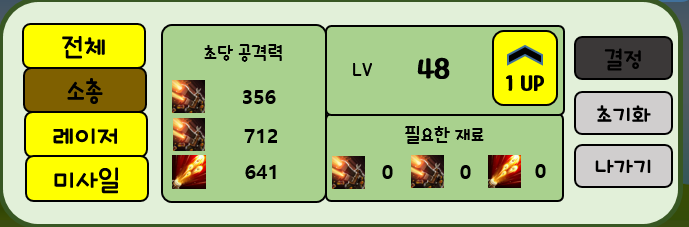 전체
소총
레이저
미사일
초당 공격력
356
712
641
LV 48
1 UP
필요한 재료
0 0 0
결정
초기화
나가기